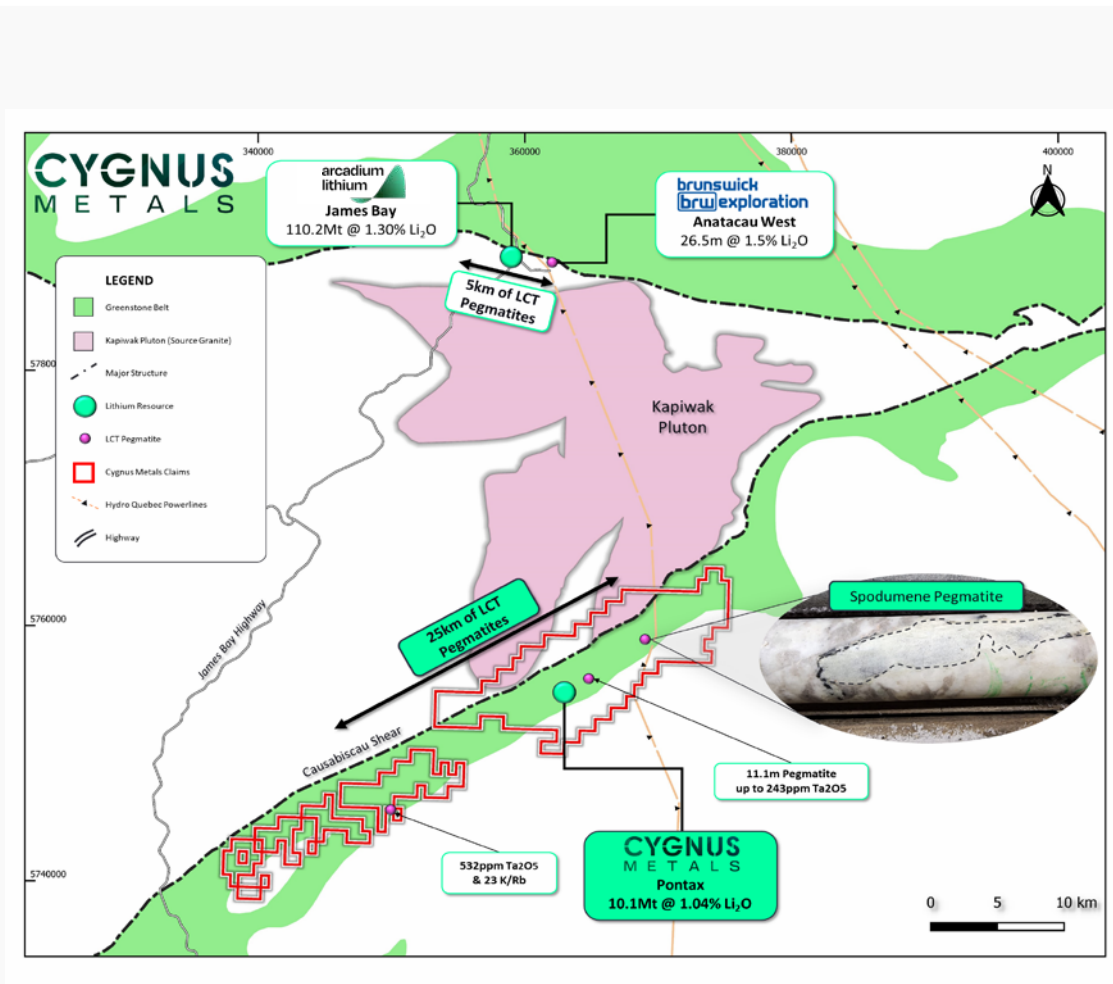 340000
360000
380000
400000
CYGNUS
METALS
arcadium
lithium
James Bay
110.2Mt @ 1.30% Li₂O
brunswick
brw exploration
Anatacau West
26.5m @ 1.5% Li₂O
N
5km of LCT
Pegmatites
LEGEND
Greenstone Belt
Kapiwak Pluton (Source Granite)
Major Structure
Lithium Resource
LCT Pegmatite
Cygnus Metals Claims
Hydro Quebec Powerlines
Highway
57800
Kapiwak
Pluton
5760000
James Bay Highway
25km of LCT
Pegmatites
Spodumene Pegmatite
Causabiscau Shear
11.1m Pegmatite
up to 243ppm Ta2O5
532ppm Ta2O5
& 23 K/Rb
5740000
CYGNUS
METALS
Pontax
10.1Mt @ 1.04% Li₂O
0 5 10 km